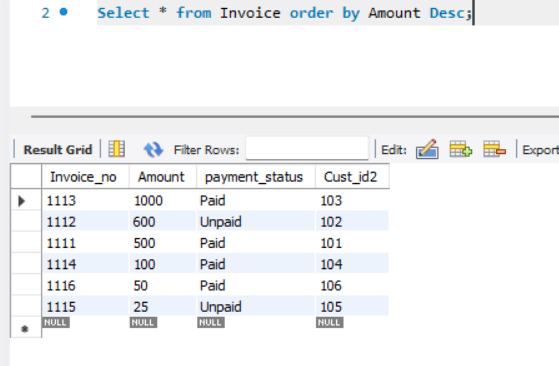 2 Select * from Invoice order by Amount Desc;
Result Grid Filter Rows: Edit: Export
Invoice_no Amount payment_status Cust_id2
1113 1000 Paid 103
1112 600 Unpaid 102
1111 500 Paid 101
1114 100 Paid 104
1116 50 Paid 106
1115 25 Unpaid 105
NULL NULL NULL NULL